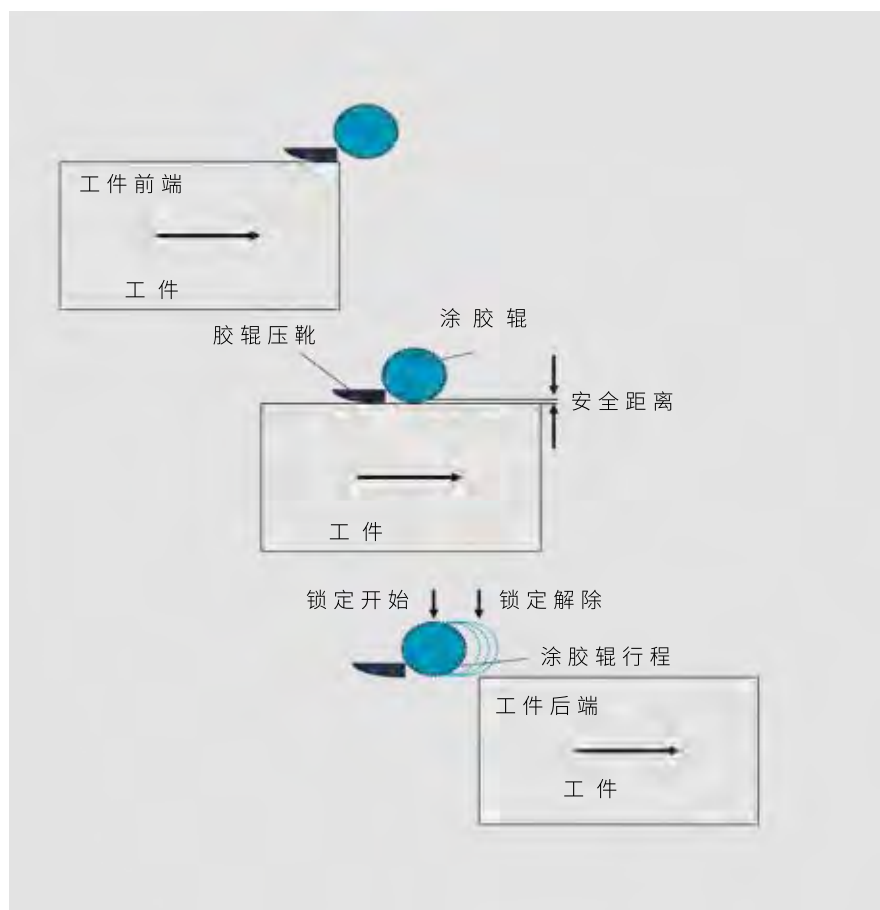 工件前端
工件
胶辊压靴
涂胶辊
安全距离
工件
锁定开始
锁定解除
涂胶辊行程
工件后端
工件